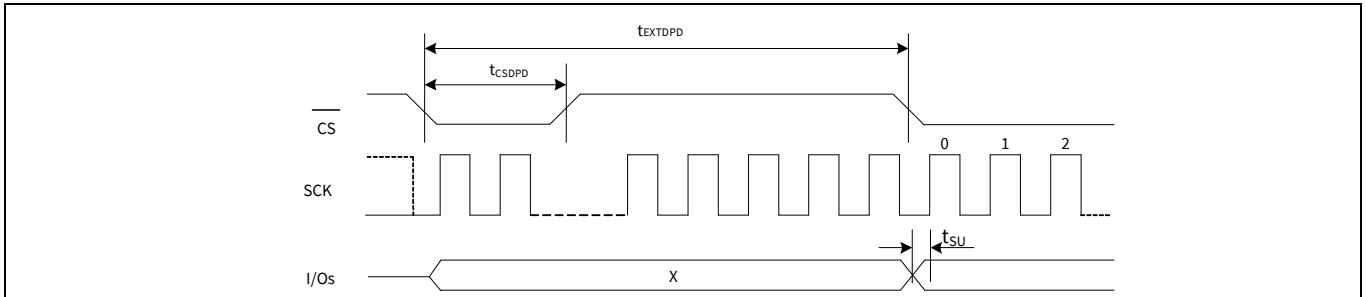 tEXTDPD
tCSDPD
CS
0 1 2
SCK
tSU
I/Os X